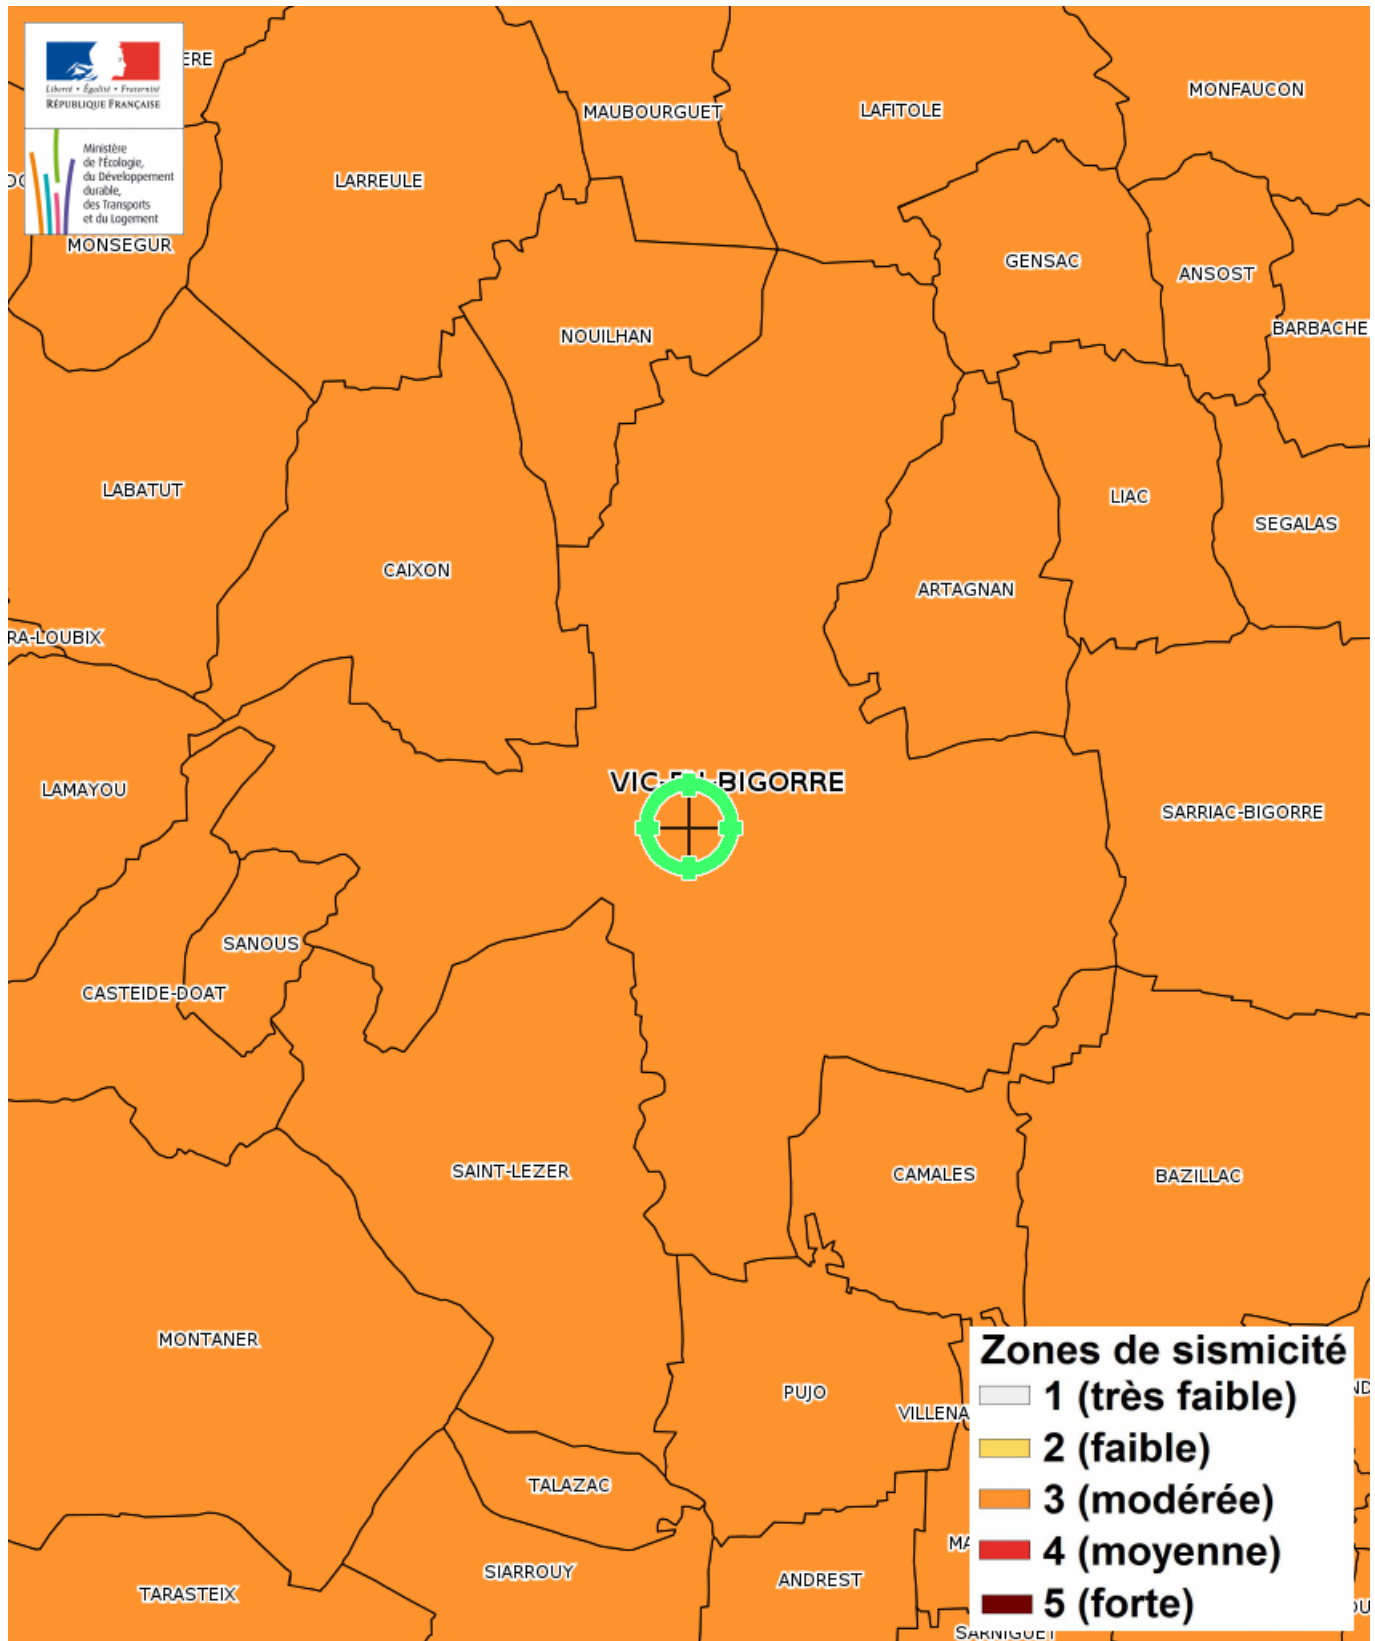 Liberté • Égalité • Fraternité
RÉPUBLIQUE FRANÇAISE
Ministère
de l'Écologie,
du Développement
durable,
des Transports
et du Logement
ERE
MAUBOURGUET
LAFITOLE
MONFAUCON
LARREULE
MONSEGUR
GENSAC
ANSOST
NOUILHAN
BARBACHE
LABATUT
LIAC
SEGALAS
CAIXON
ARTAGNAN
RA-LOUBIX
VIC-EN-BIGORRE
LAMAYOU
SARRIAC-BIGORRE
SANOUS
CASTEIDE-DOAT
SAINT-LEZER
CAMALES
BAZILLAC
MONTANER
PUJO
VILLENA
TALAZAC
MA
SIARROUY
ANDREST
TARASTEIX
SARNIGUET
Zones de sismicité
1 (très faible)
2 (faible)
3 (modérée)
4 (moyenne)
5 (forte)